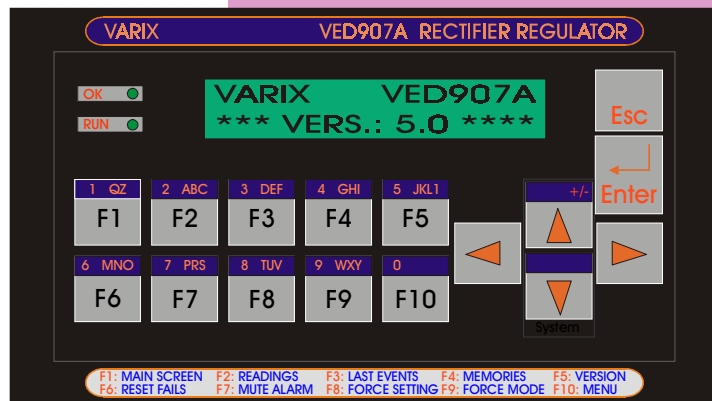 VARIX VED907A RECTIFIER REGULATOR
OK
RUN
VARIX VED907A
*** VERS.: 5.0 ****
Esc
Enter
1 QZ 2 ABC 3 DEF 4 GHI 5 JKL1
F1 F2 F3 F4 F5
+/-
6 MNO 7 PRS 8 TUV 9 WXY 0
F6 F7 F8 F9 F10
System
F1: MAIN SCREEN F2: READINGS F3: LAST EVENTS F4: MEMORIES F5: VERSION
F6: RESET FAILS F7: MUTE ALARM F8: FORCE SETTING F9: FORCE MODE F10: MENU